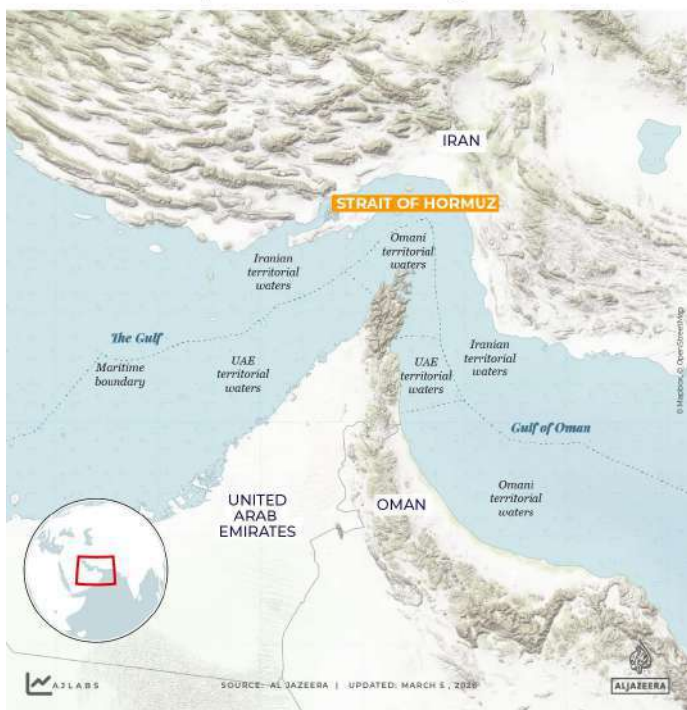 IRAN
STRAIT OF HORMUZ
Omani
territorial
waters
Iranian
territorial
waters
The Gulf
Maritime
boundary
UAE
territorial
waters
UAE
territorial
waters
Iranian
territorial
waters
© Mapbox, © OpenStreetMap
Gulf of Oman
Omani
territorial
waters
UNITED
ARAB
EMIRATES
OMAN
AJLABS
SOURCE: AL JAZEERA | UPDATED: MARCH 5, 2026
ALJAZEERA